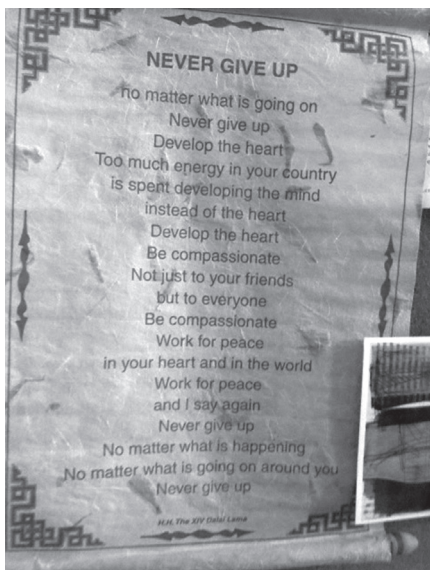 NEVER GIVE UP
no matter what is going on
Never give up
Develop the heart
Too much energy in your country
is spent developing the mind
instead of the heart
Develop the heart
Be compassionate
Not just to your friends
but to everyone
Be compassionate
Work for peace
in your heart and in the world
Work for peace
and I say again
Never give up
No matter what is happening
No matter what is going on around you
Never give up
H.H. The XIV Dalai Lama